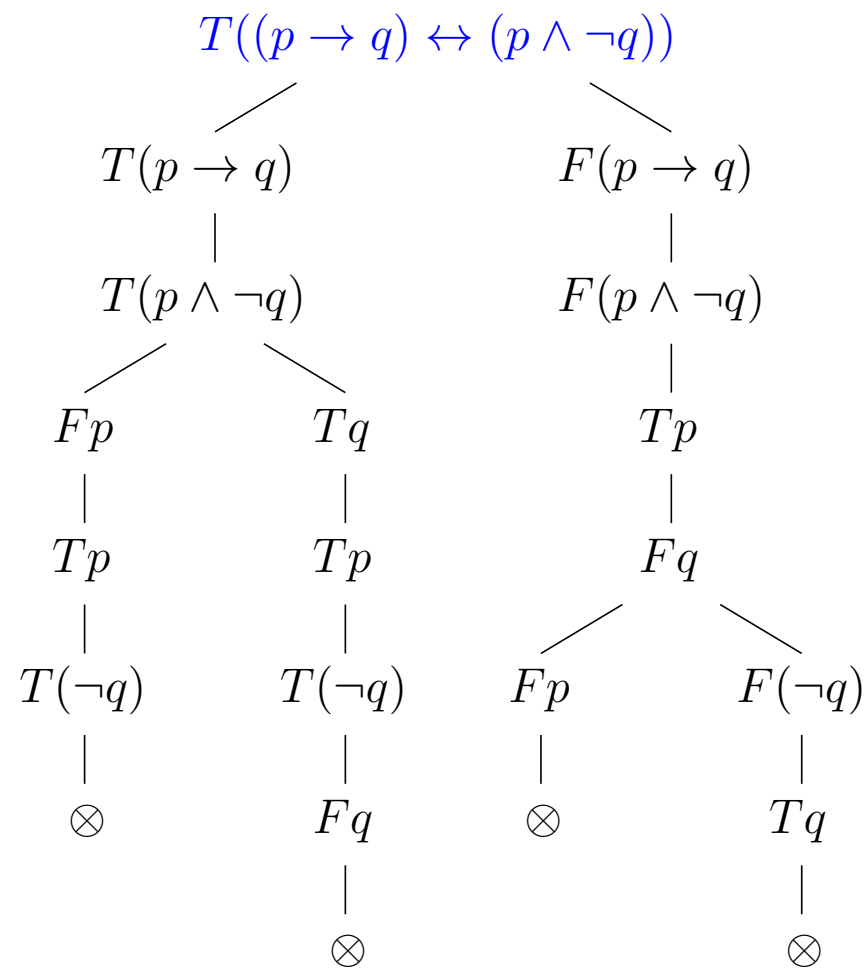 T((p → q) ↔ (p ∧ ¬q))
T(p → q) F(p → q)
T(p ∧ ¬q) F(p ∧ ¬q)
Fp Tq Tp
Tp Tp Fq
T(¬q) T(¬q) Fp F(¬q)
⊗ Fq ⊗ Tq
⊗ ⊗